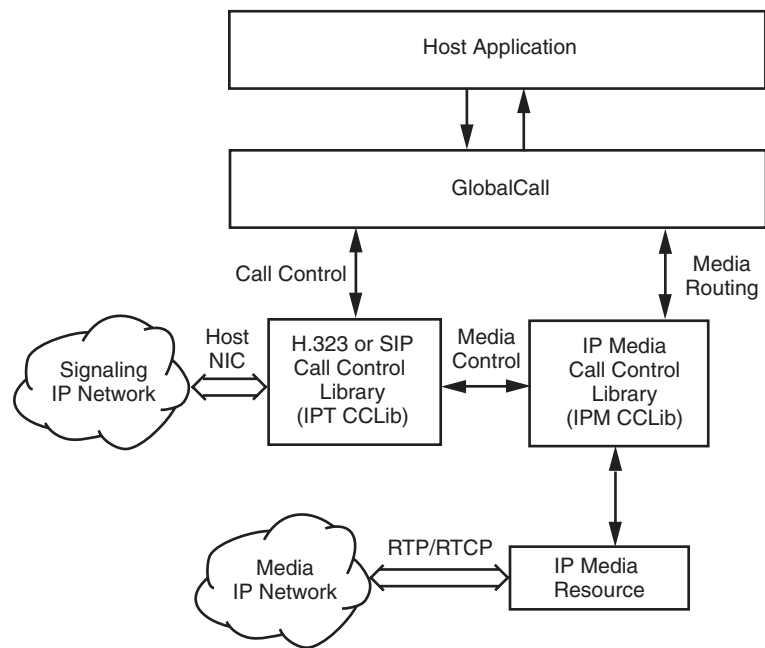 Host Application
GlobalCall
Call Control
Media
Routing
Signaling
IP Network
Host
NIC
H.323 or SIP
Call Control
Library
(IPT CCLib)
Media
Control
IP Media
Call Control
Library
(IPM CCLib)
Media
IP Network
RTP/RTCP
IP Media
Resource